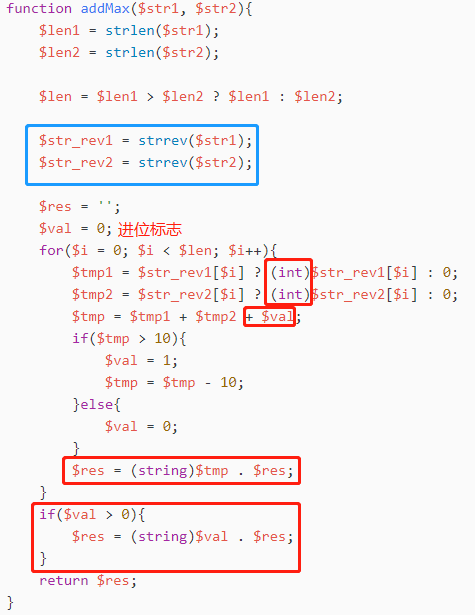 function addMax($str1, $str2){
    $len1 = strlen($str1);
    $len2 = strlen($str2);

    $len = $len1 > $len2 ? $len1 : $len2;

    $str_rev1 = strrev($str1);
    $str_rev2 = strrev($str2);

    $res = '';
    $val = 0; 进位标志
    for($i = 0; $i < $len; $i++){
        $tmp1 = $str_rev1[$i] ? (int)$str_rev1[$i] : 0;
        $tmp2 = $str_rev2[$i] ? (int)$str_rev2[$i] : 0;
        $tmp = $tmp1 + $tmp2 + $val;
        if($tmp > 10){
            $val = 1;
            $tmp = $tmp - 10;
        }else{
            $val = 0;
        }
        $res = (string)$tmp . $res;
    }
    if($val > 0){
        $res = (string)$val . $res;
    }
    return $res;
}